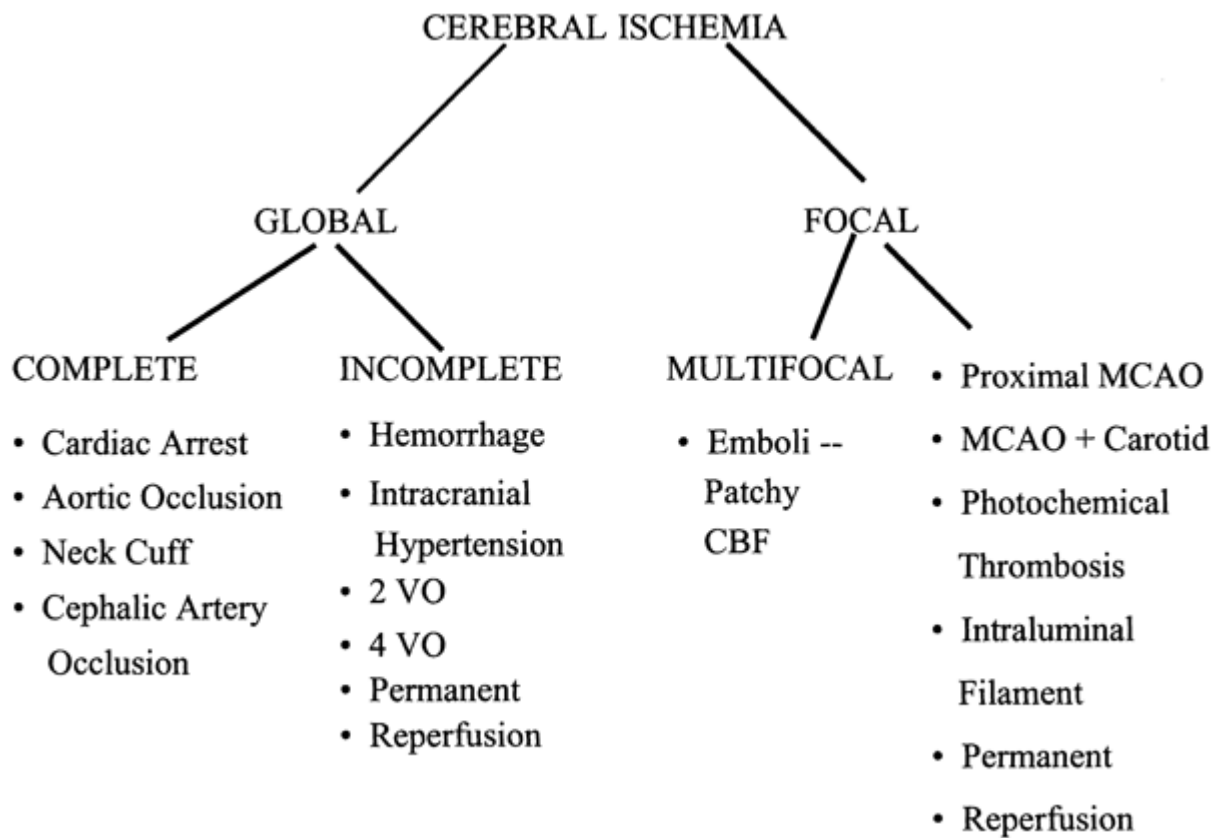 CEREBRAL ISCHEMIA
GLOBAL
FOCAL
COMPLETE
• Cardiac Arrest
• Aortic Occlusion
• Neck Cuff
• Cephalic Artery
Occlusion
INCOMPLETE
• Hemorrhage
• Intracranial
Hypertension
• 2 VO
• 4 VO
• Permanent
• Reperfusion
MULTIFOCAL
• Emboli --
Patchy
CBF
• Proximal MCAO
• MCAO + Carotid
• Photochemical
Thrombosis
• Intraluminal
Filament
• Permanent
• Reperfusion